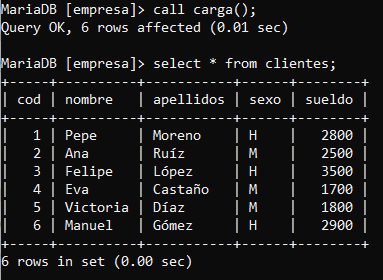 MariaDB [empresa]> call carga();
Query OK, 6 rows affected (0.01 sec)
MariaDB [empresa]> select * from clientes;
+-----+----------+-----------+------+--------+
| cod | nombre   | apellidos | sexo | sueldo |
+-----+----------+-----------+------+--------+
|   1 | Pepe     | Moreno    | H    |   2800 |
|   2 | Ana      | Ruíz      | M    |   2500 |
|   3 | Felipe   | López     | H    |   3500 |
|   4 | Eva      | Castaño   | M    |   1700 |
|   5 | Victoria | Díaz      | M    |   1800 |
|   6 | Manuel   | Gómez     | H    |   2900 |
+-----+----------+-----------+------+--------+
6 rows in set (0.00 sec)